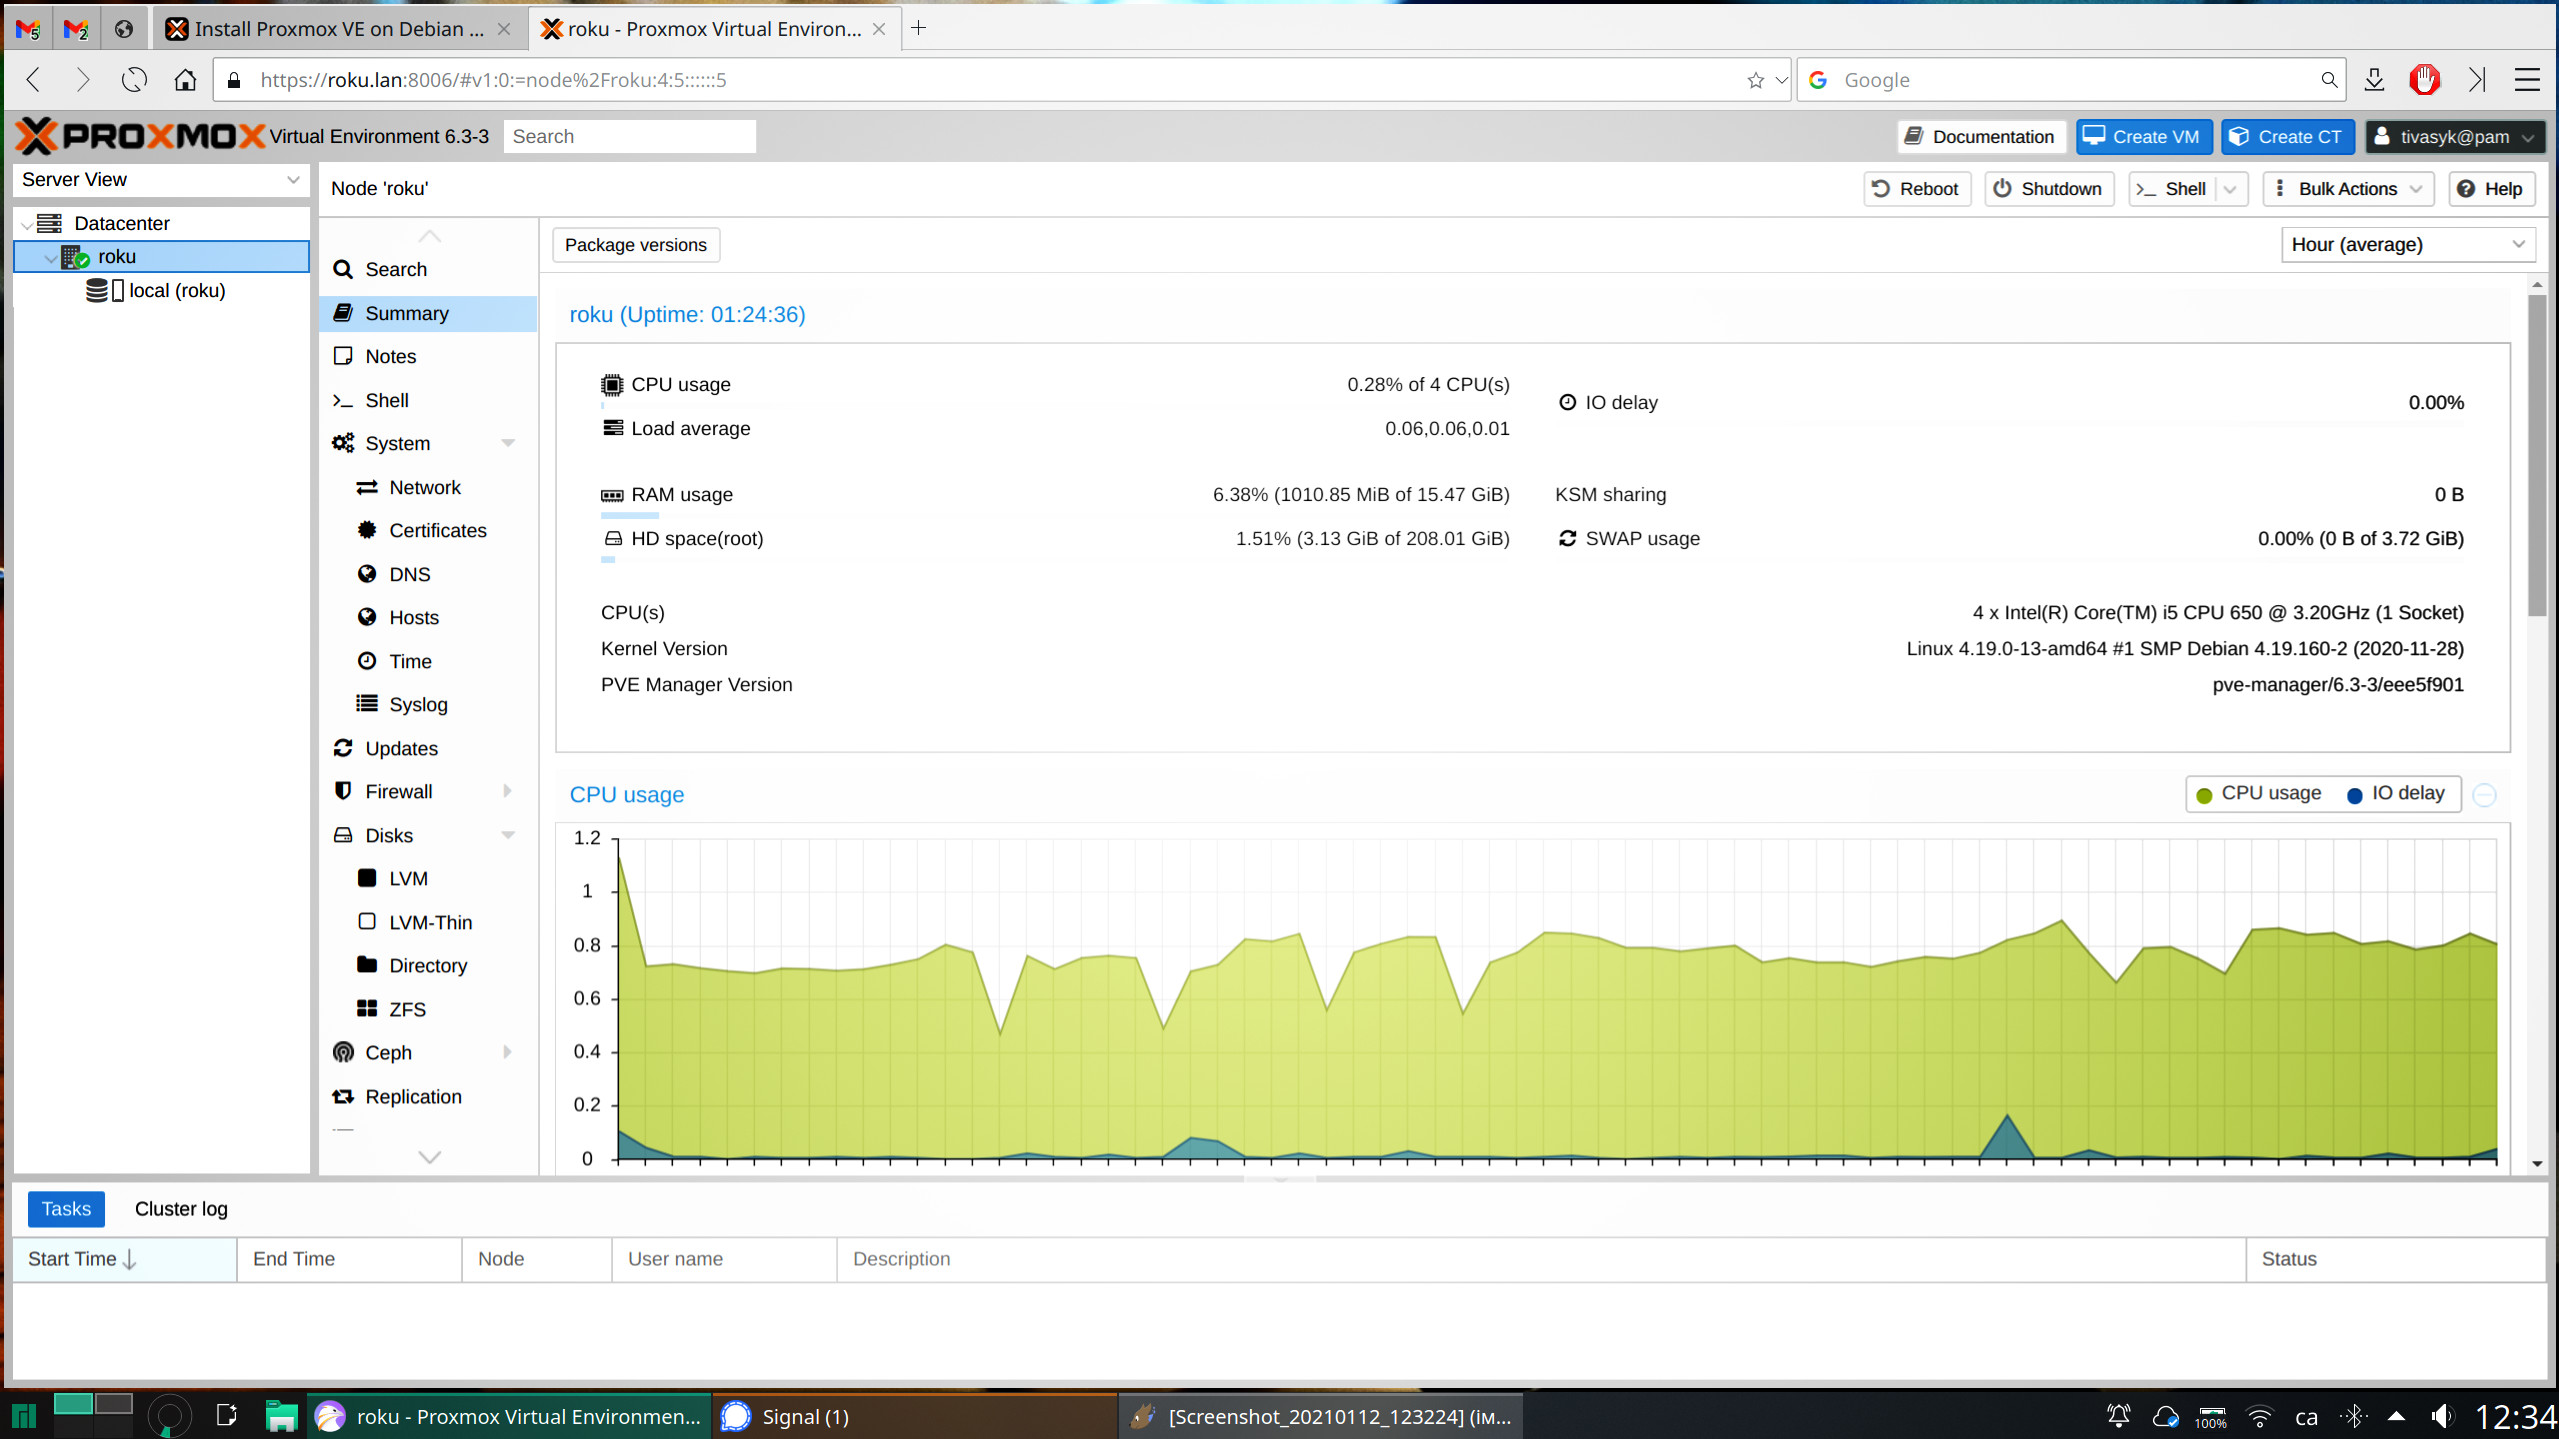 5
2
Install Proxmox VE on Debian ...
roku - Proxmox Virtual Environ...
https://roku.lan:8006/#v1:0:=node%2Froku:4:5::::::5
Google
PROXMOX Virtual Environment 6.3-3
Search
Documentation
Create VM
Create CT
tivasyk@pam
Server View
Datacenter
roku
local (roku)
Node 'roku'
Reboot
Shutdown
Shell
Bulk Actions
Help
Search
Summary
Notes
Shell
System
Network
Certificates
DNS
Hosts
Time
Syslog
Updates
Firewall
Disks
LVM
LVM-Thin
Directory
ZFS
Ceph
Replication
Package versions
Hour (average)
roku (Uptime: 01:24:36)
CPU usage 0.28% of 4 CPU(s)
IO delay 0.00%
Load average 0.06,0.06,0.01
RAM usage 6.38% (1010.85 MiB of 15.47 GiB)
KSM sharing 0 B
HD space(root) 1.51% (3.13 GiB of 208.01 GiB)
SWAP usage 0.00% (0 B of 3.72 GiB)
CPU(s) 4 x Intel(R) Core(TM) i5 CPU 650 @ 3.20GHz (1 Socket)
Kernel Version Linux 4.19.0-13-amd64 #1 SMP Debian 4.19.160-2 (2020-11-28)
PVE Manager Version pve-manager/6.3-3/eee5f901
CPU usage
CPU usage
IO delay
1.2
1
0.8
0.6
0.4
0.2
0
Tasks
Cluster log
Start Time
End Time
Node
User name
Description
Status
roku - Proxmox Virtual Environmen...
Signal (1)
[Screenshot_20210112_123224] (ім...
100%
ca
12:34